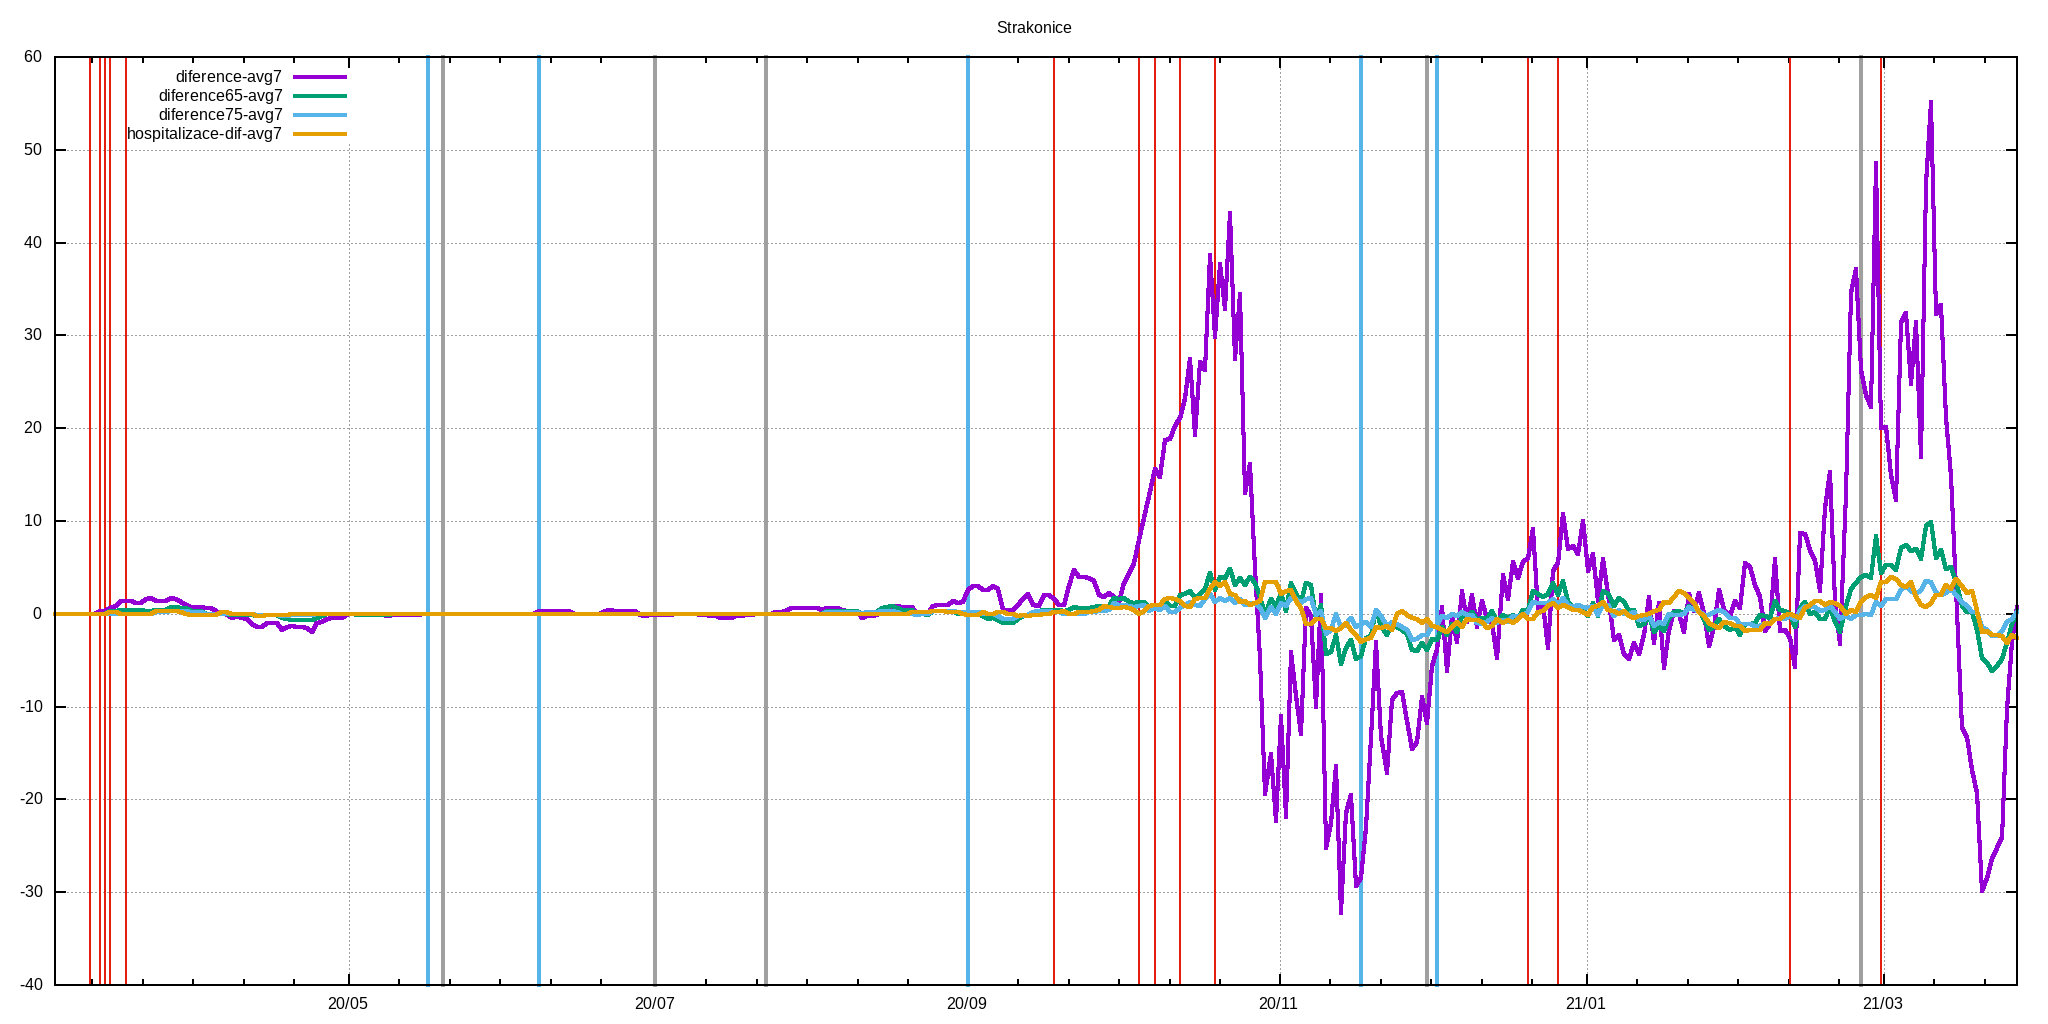 Strakonice
60
diference-avg7
diference65-avg7
diference75-avg7
hospitalizace-dif-avg7
50
40
30
20
10
0
-10
-20
-30
-40
20/05 20/07 20/09 20/11 21/01 21/03